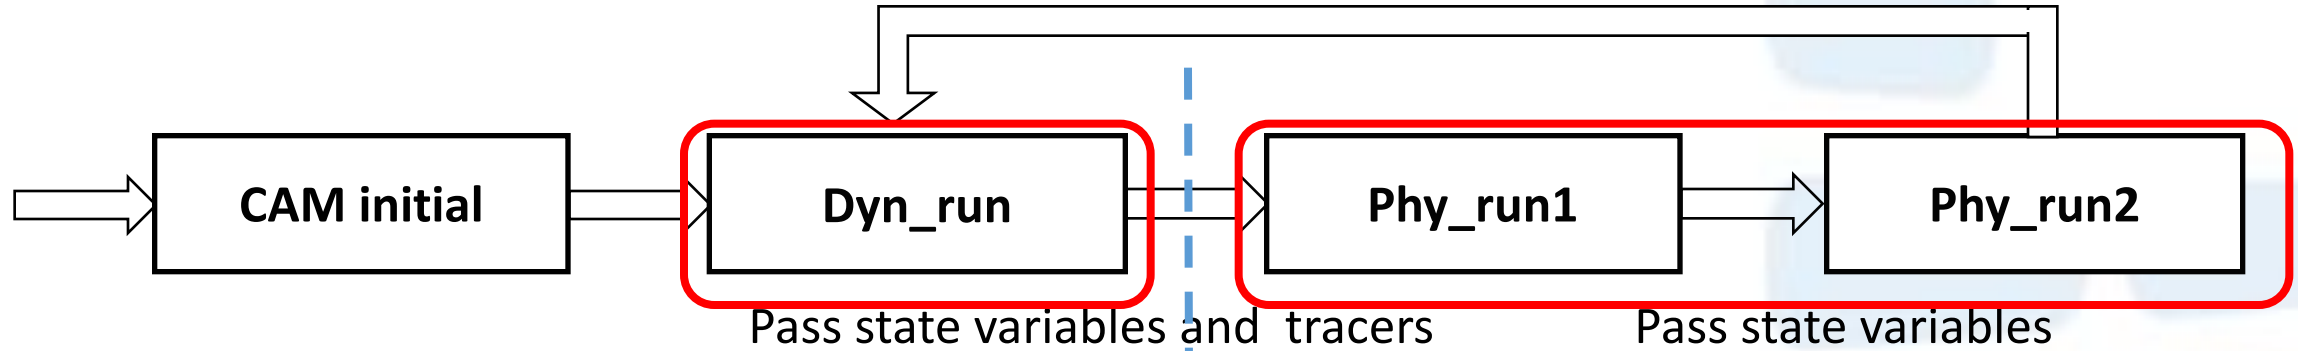 CAM initial
Dyn_run
Phy_run1
Phy_run2
Pass state variables and  tracers
Pass state variables